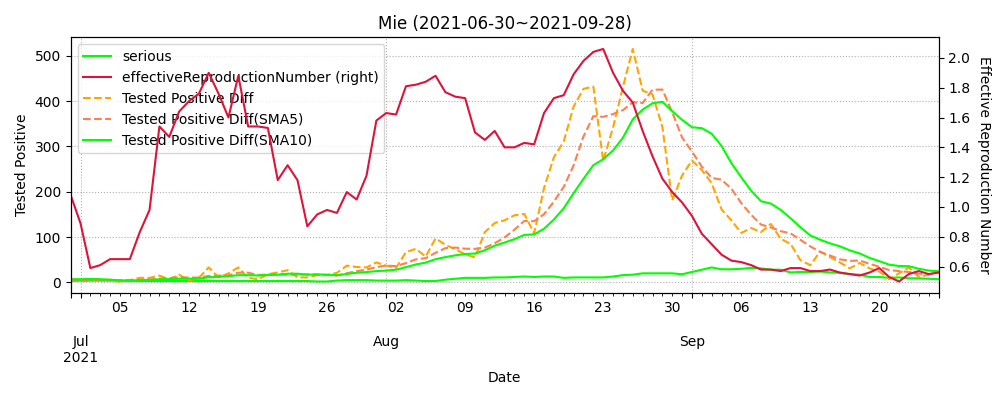 Mie (2021-06-30~2021-09-28)
serious
effectiveReproductionNumber (right)
Tested Positive Diff
Tested Positive Diff(SMA5)
Tested Positive Diff(SMA10)
Tested Positive
500
400
300
200
100
0
2.0
1.8
1.6
1.4
1.2
1.0
0.8
0.6
Effective Reproduction Number
05 12 19 26 02 09 16 23 30 06 13 20
Jul Aug Sep
2021
Date